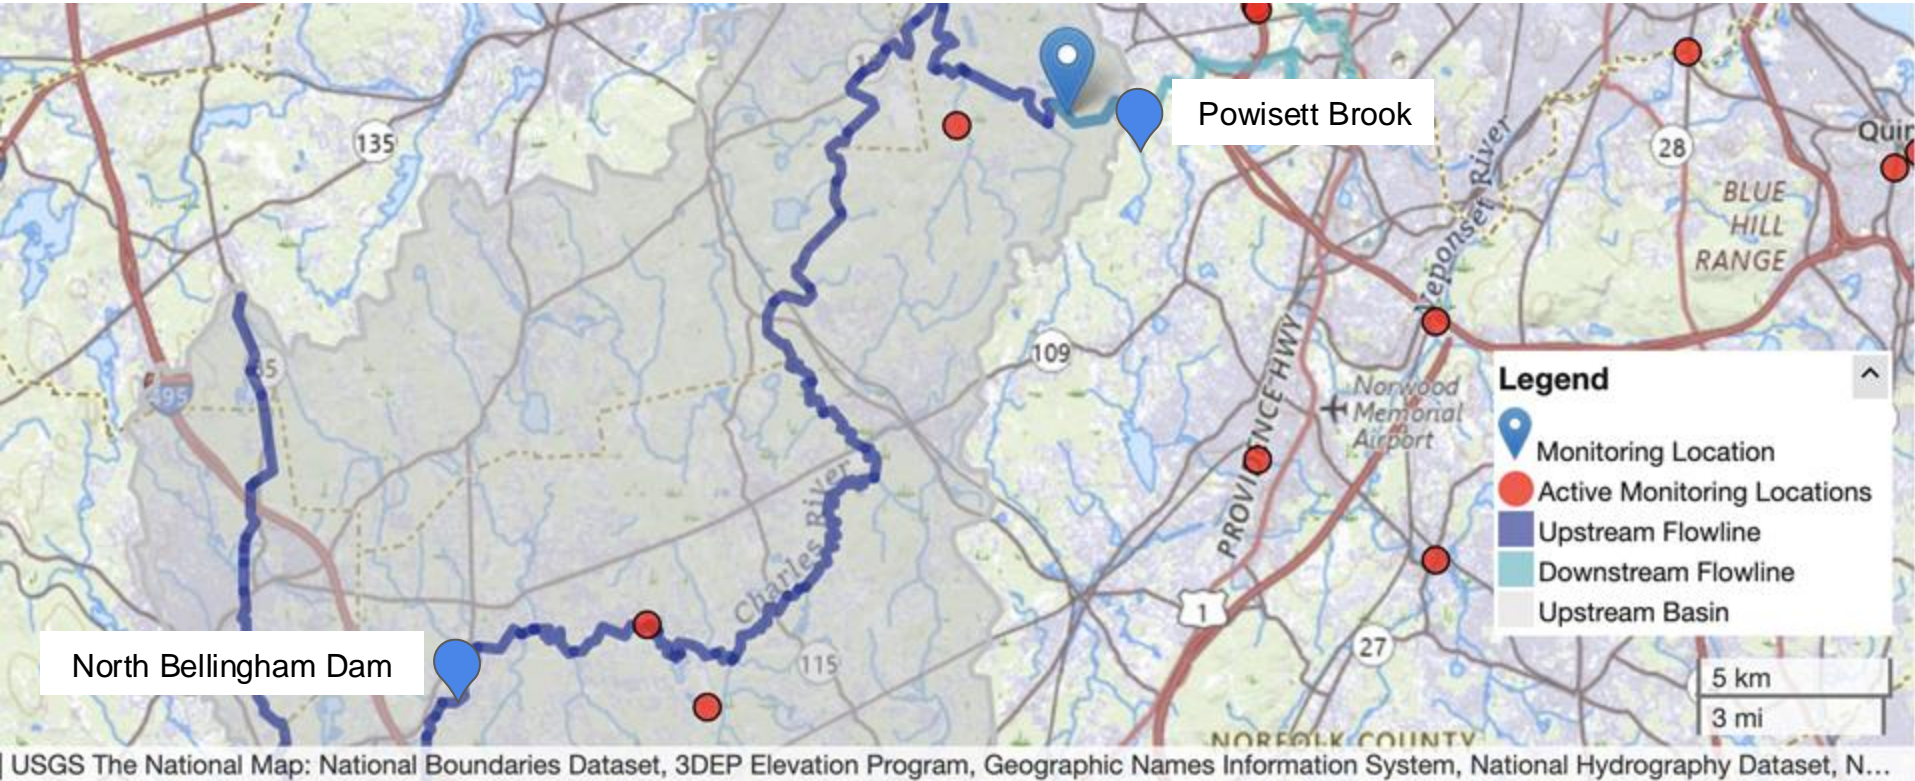 135
Powisett Brook
28
Quin
BLUE
HILL
RANGE
Neponset River
109
495
PROVIDENCE HWY
Norwood
Memorial
Airport
Charles River
Legend
Monitoring Location
Active Monitoring Locations
Upstream Flowline
Downstream Flowline
Upstream Basin
1
27
115
North Bellingham Dam
5 km
3 mi
NORFOLK COUNTY
USGS The National Map: National Boundaries Dataset, 3DEP Elevation Program, Geographic Names Information System, National Hydrography Dataset, N...